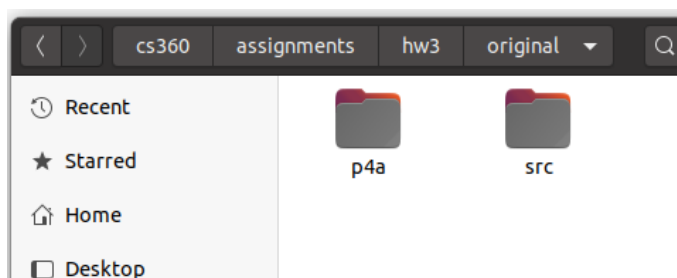 cs360 assignments hw3 original
Recent
Starred
Home
Desktop
p4a src